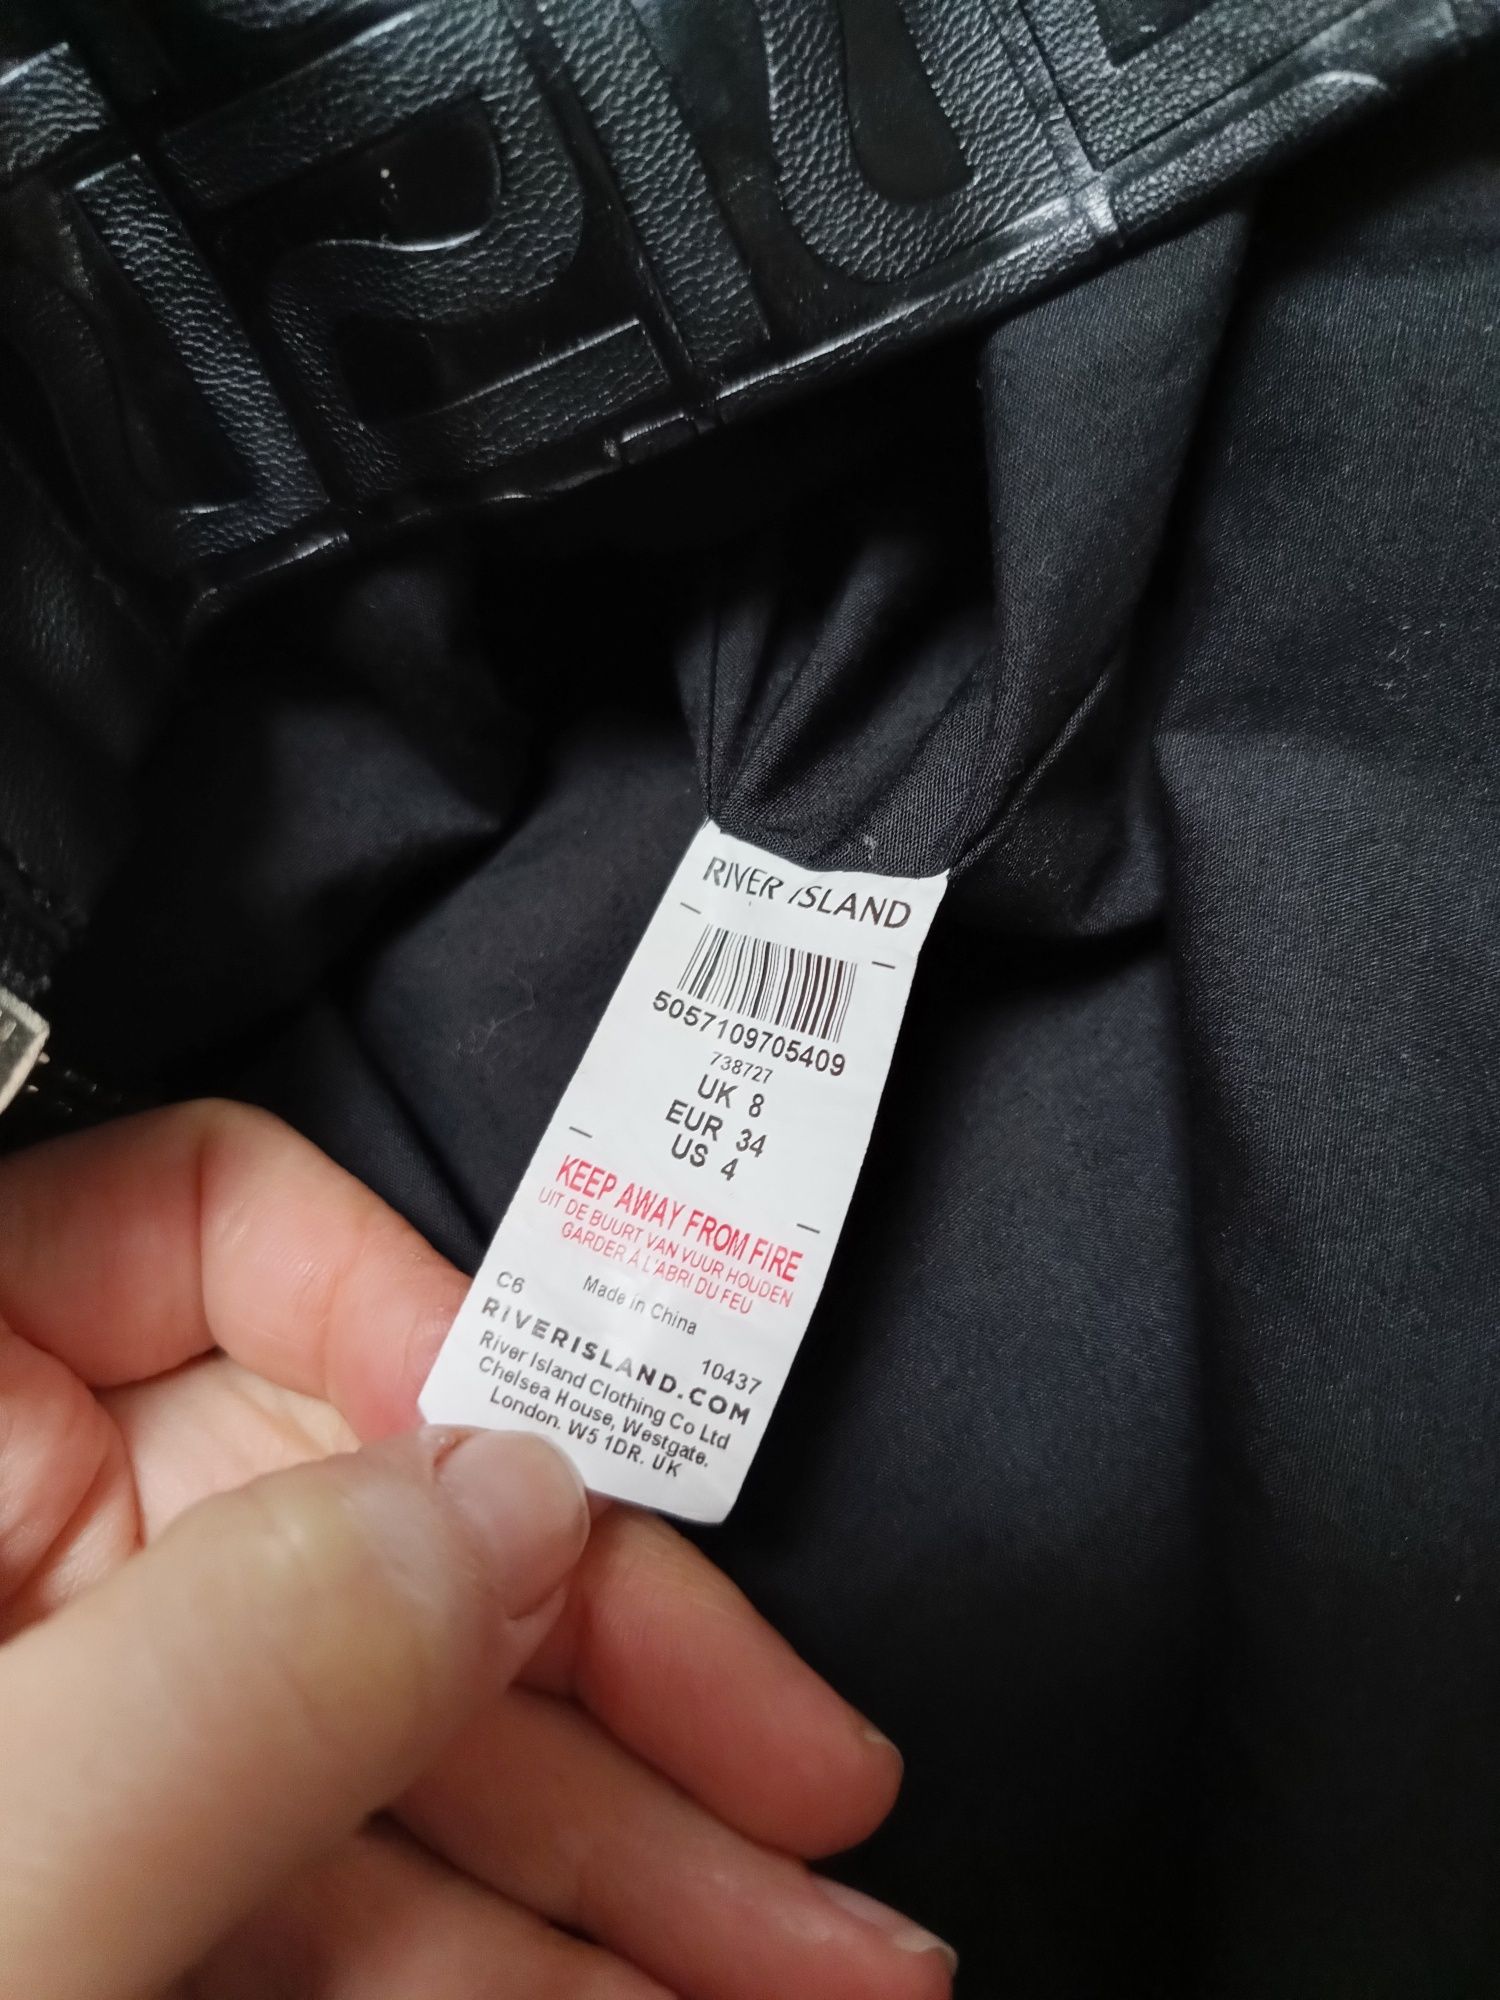 RIVER ISLAND
5057109705409
738727
UK 8
EUR 34
US 4
KEEP AWAY FROM FIRE
UIT DE BUURT VAN VUUR HOUDEN
GARDER À L'ABRI DU FEU
C6
Made in China
10437
RIVERISLAND.COM
River Island Clothing Co Ltd
Chelsea House, Westgate.
London. W5 1DR. UK